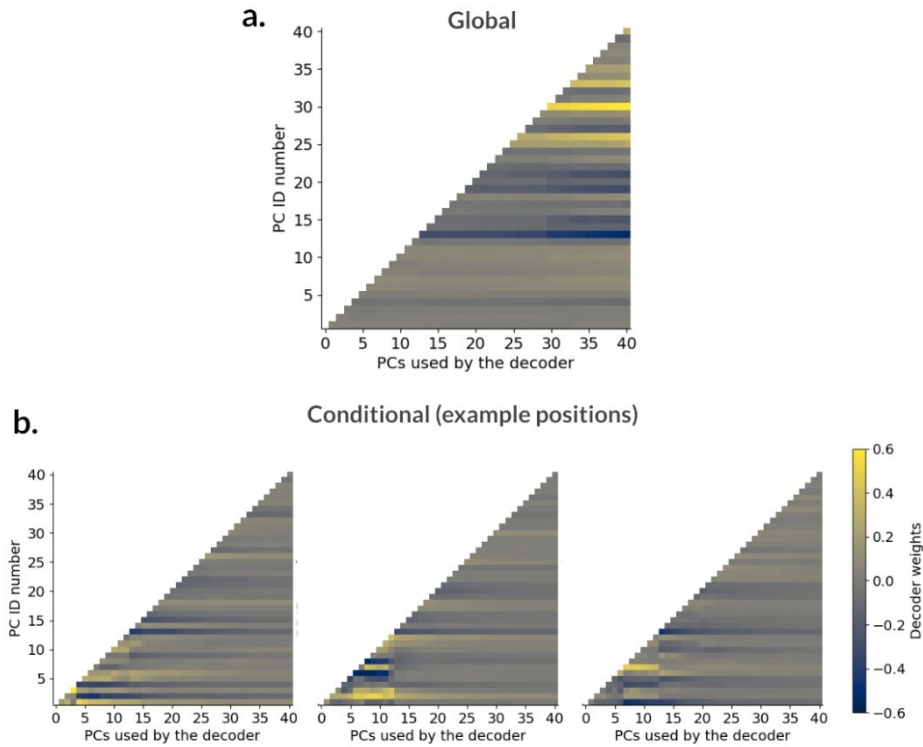 a.
Global
40
35
30
25
20
15
10
5
PC ID number
0 5 10 15 20 25 30 35 40
PCs used by the decoder
b.
Conditional (example positions)
40
35
30
25
20
15
10
5
PC ID number
0 5 10 15 20 25 30 35 40
PCs used by the decoder
0 5 10 15 20 25 30 35 40
PCs used by the decoder
0 5 10 15 20 25 30 35 40
PCs used by the decoder
0.6
0.4
0.2
0.0
−0.2
−0.4
−0.6
Decoder weights